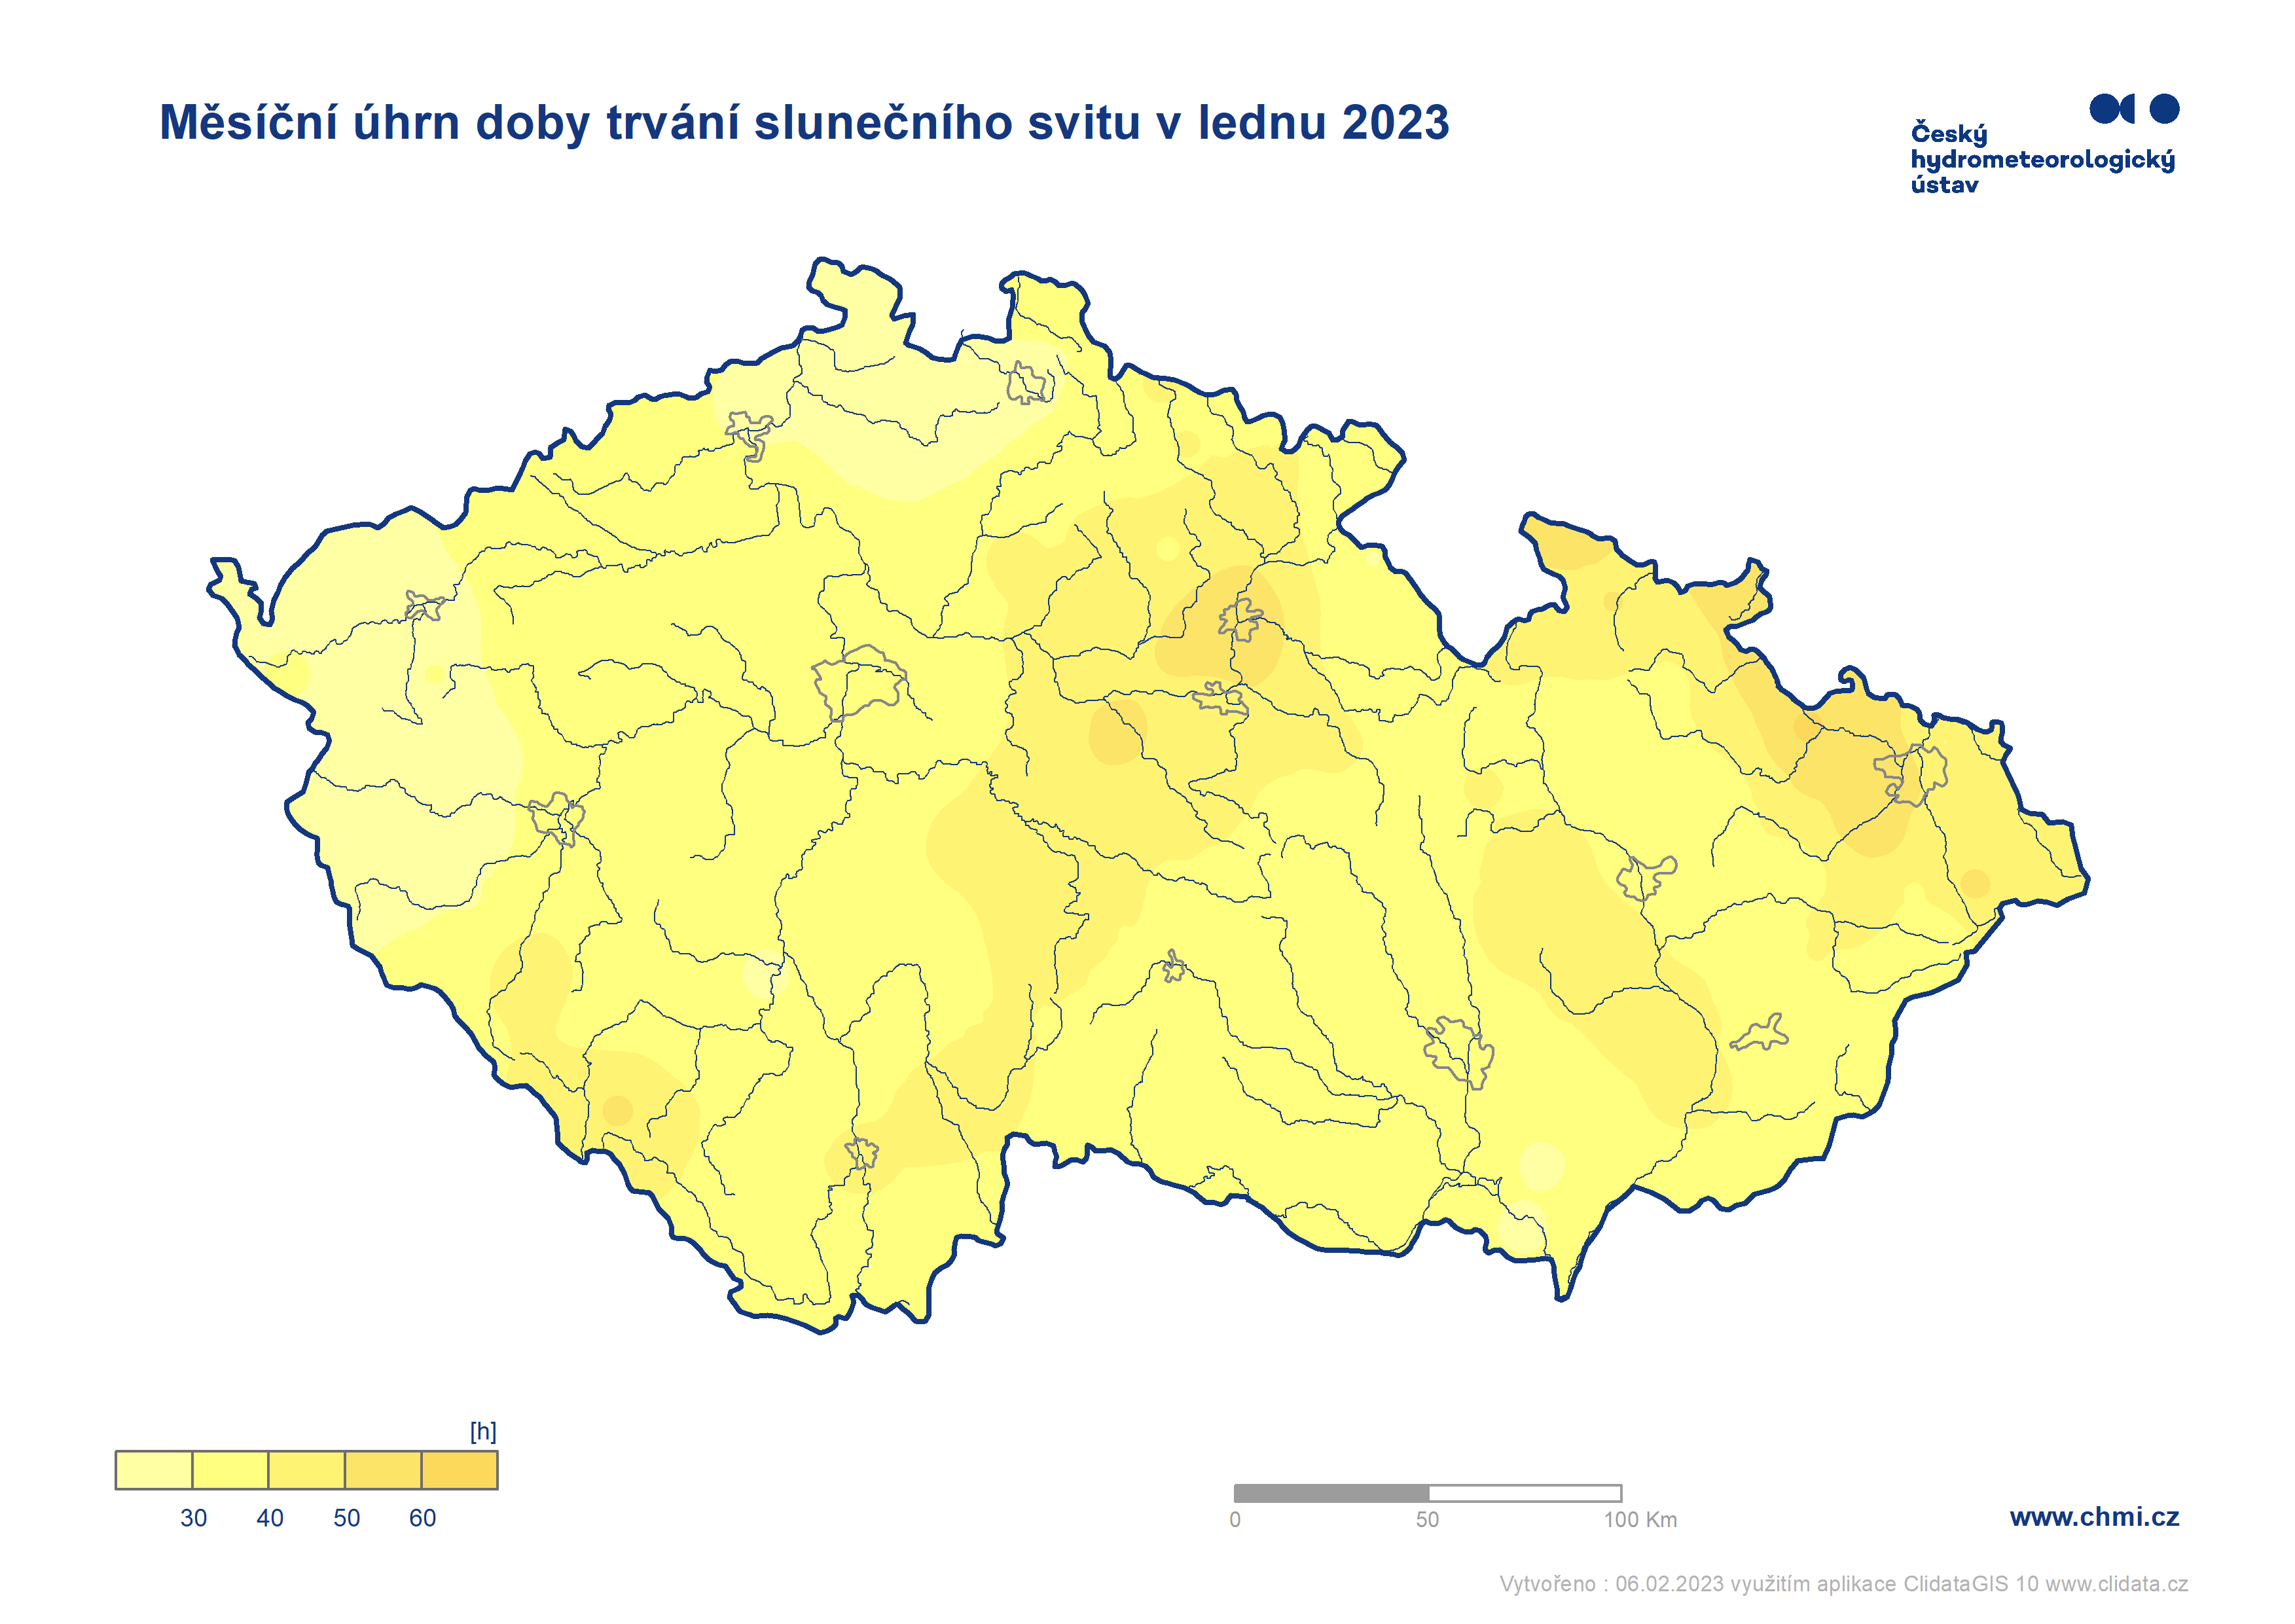 Měsíční úhrn doby trvání slunečního svitu v lednu 2023
Český
hydrometeorologický
ústav
[h]
30 40 50 60
0 50 100 Km
www.chmi.cz
Vytvořeno : 06.02.2023 využitím aplikace ClidataGIS 10 www.clidata.cz